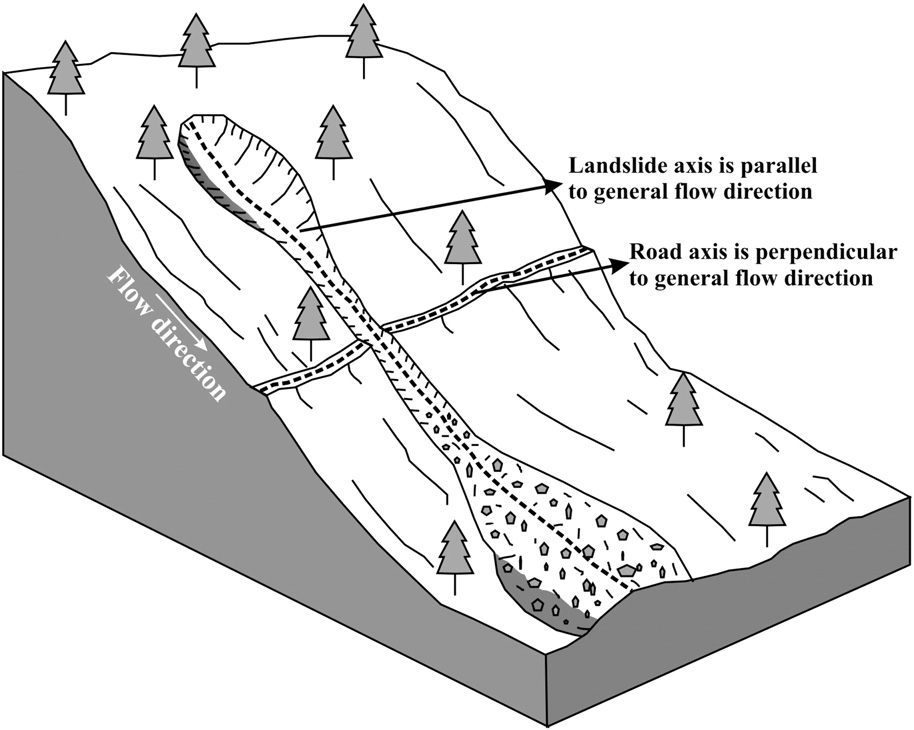 Landslide axis is parallel
to general flow direction
Road axis is perpendicular
to general flow direction
Flow direction